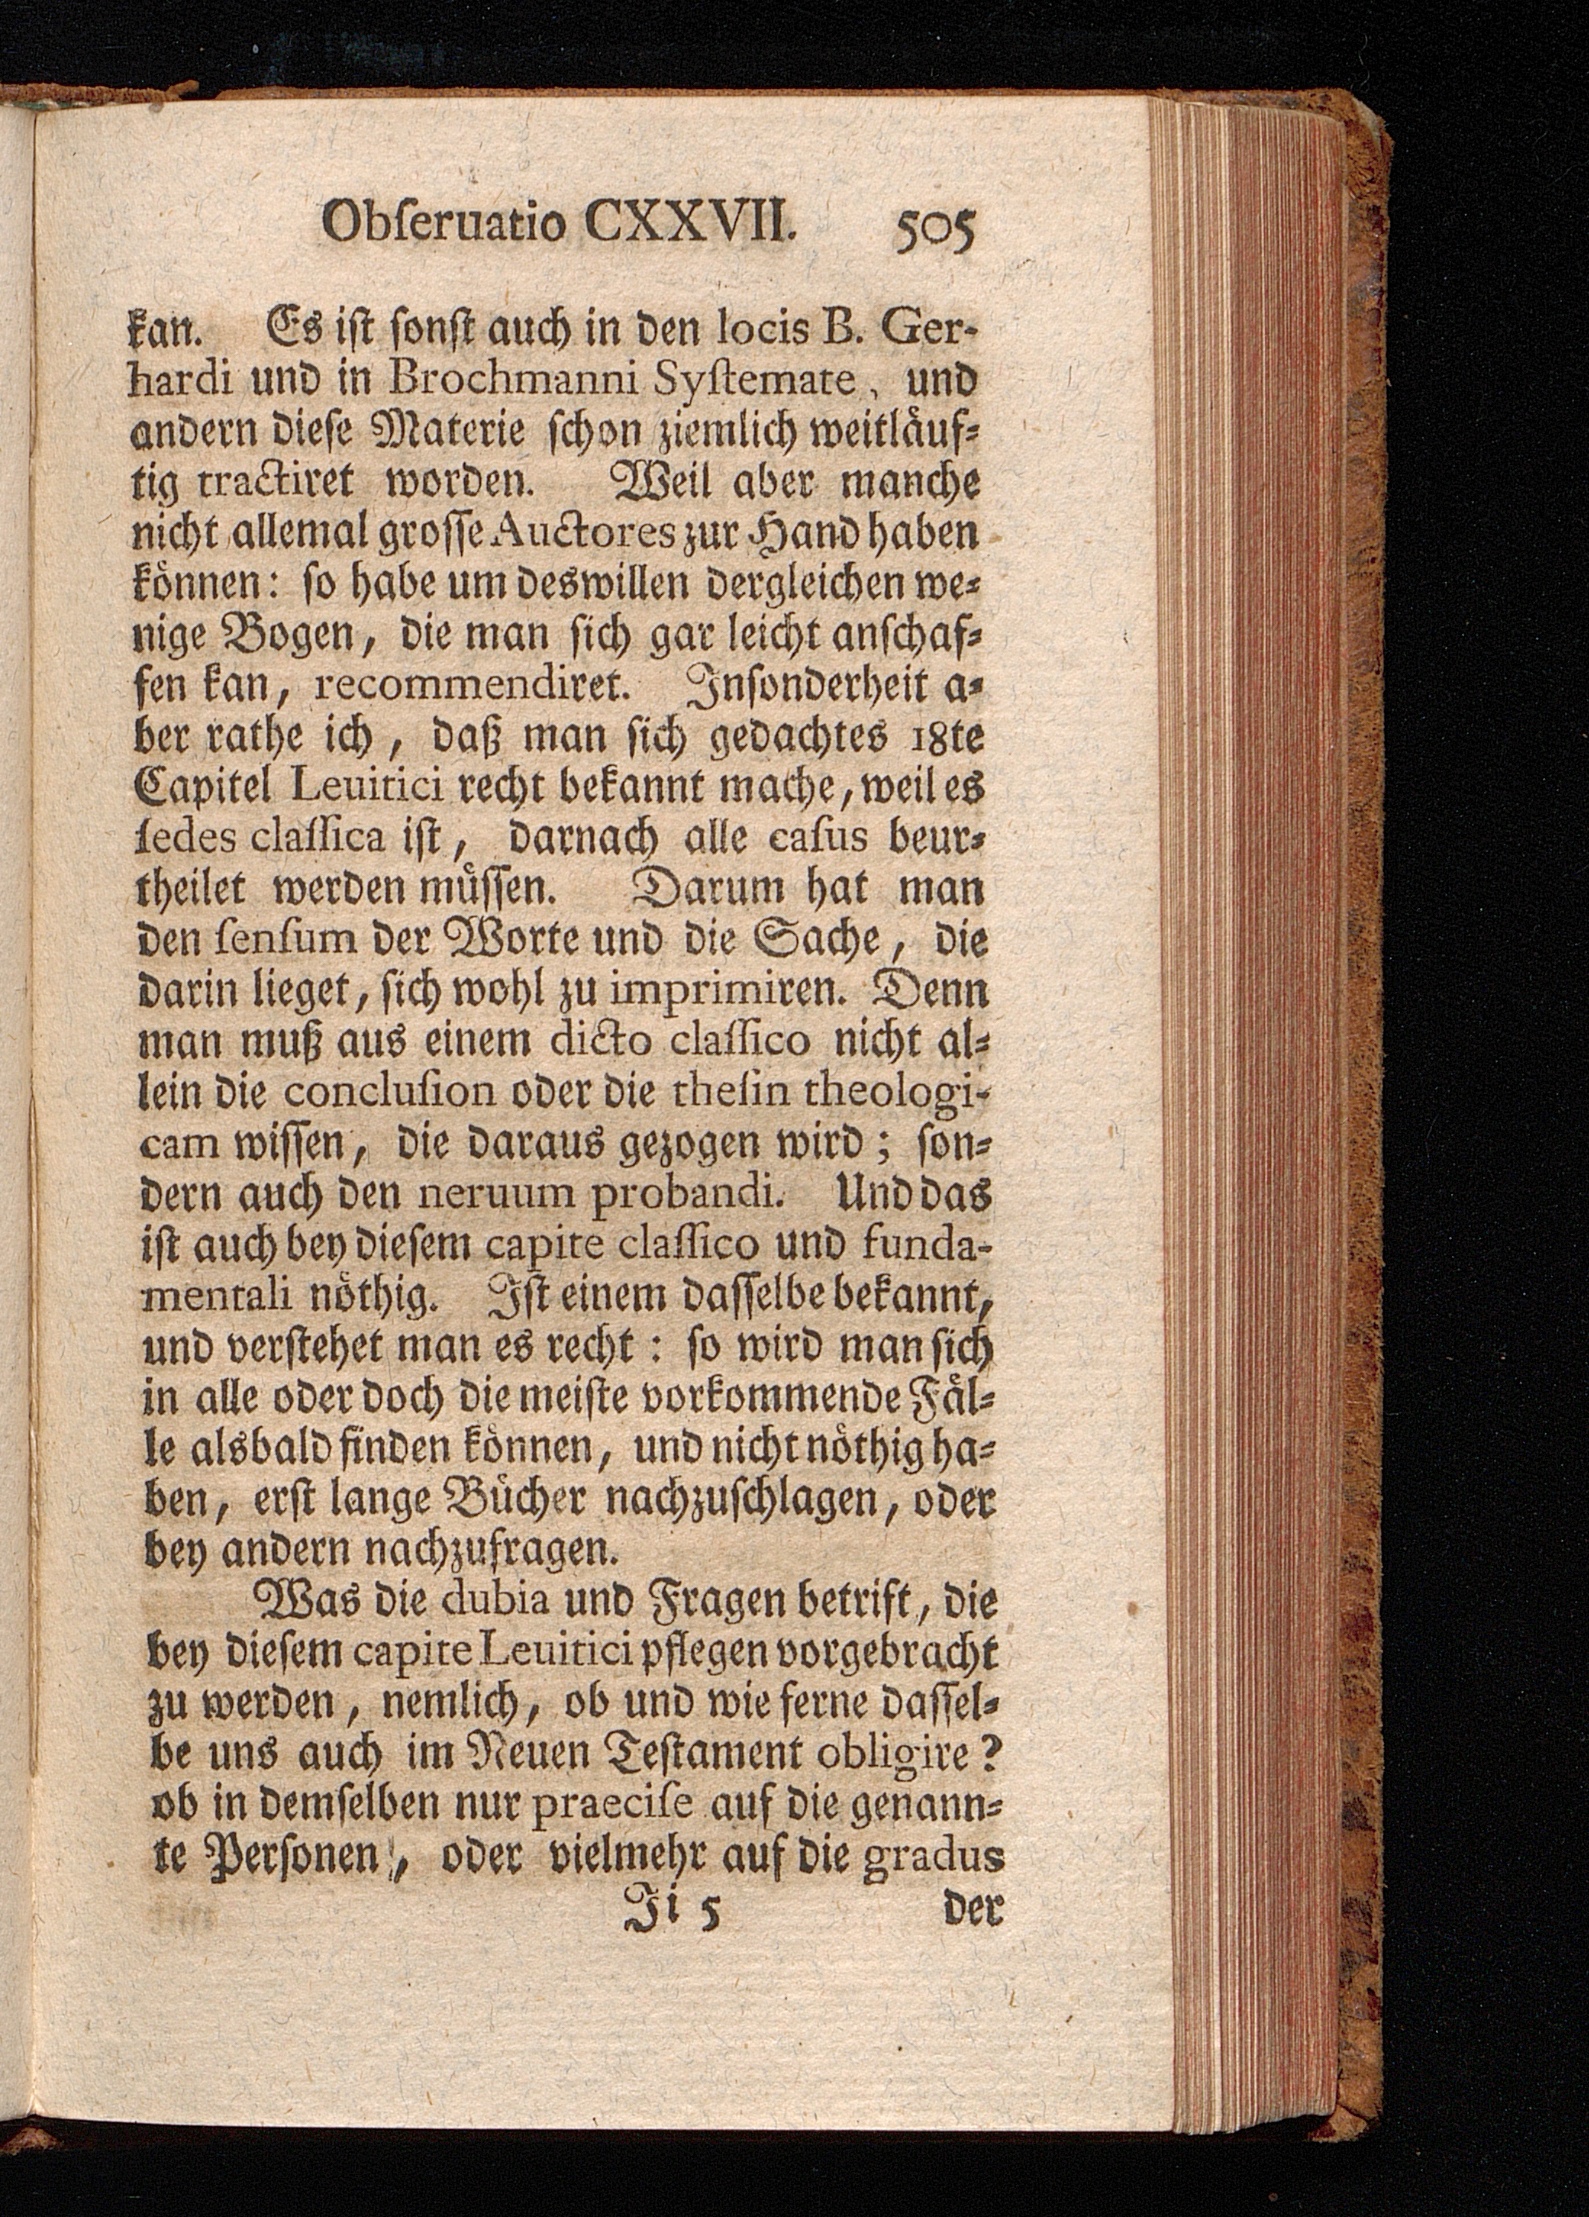 Obſeruatio CXXVII. 505
kan. Es iſt ſonſt auch in den locis B. Ger-
hardi und in Brochmanni Syſtemate, und
andern dieſe Materie ſchon ziemlich weitläuf⸗
tig tractiret worden. Weil aber manche
nicht allemal groſſe Auctores zur Hand haben
können: ſo habe um deswillen dergleichen we⸗
nige Bogen, die man ſich gar leicht anſchaf⸗
fen kan, recommendiret. Inſonderheit a⸗
ber rathe ich, daß man ſich gedachtes 18te
Capitel Leuitici recht bekannt mache, weil es
ſedes claſſica iſt, darnach alle caſus beur⸗
theilet werden müſſen. Darum hat man
den ſenſum der Worte und die Sache, die
darin lieget, ſich wohl zu imprimiren. Denn
man muß aus einem dicto claſſico nicht al⸗
lein die concluſion oder die theſin theologi-
cam wiſſen, die daraus gezogen wird; ſon⸗
dern auch den neruum probandi. Und das
iſt auch bey dieſem capite claſſico und funda-
mentali nöthig. Iſt einem daſſelbe bekannt,
und verſtehet man es recht: ſo wird man ſich
in alle oder doch die meiſte vorkommende Fäl⸗
le alsbald finden können, und nicht nöthig ha⸗
ben, erſt lange Bücher nachzuſchlagen, oder
bey andern nachzufragen.
Was die dubia und Fragen betrift, die
bey dieſem capite Leuitici pflegen vorgebracht
zu werden, nemlich, ob und wie ferne daſſel⸗
be uns auch im Neuen Teſtament obligire?
ob in demſelben nur praeciſe auf die genann⸗
te Perſonen, oder vielmehr auf die gradus
Ji 5 der